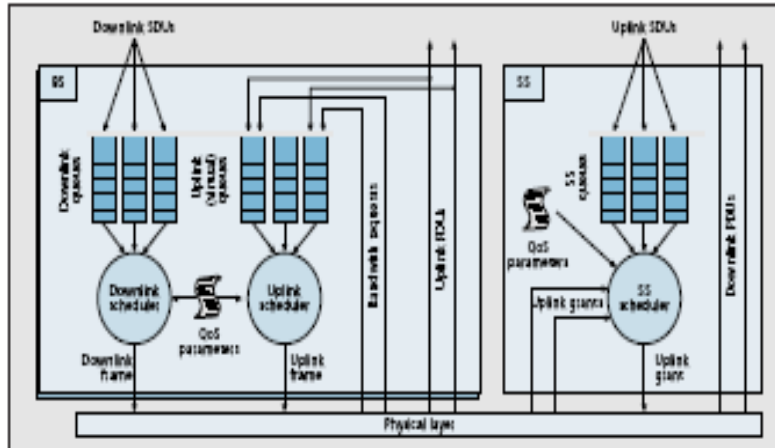 Downlink SDUs
Uplink SDUs
BS
SS
Downlink
queues
Uplink
(virtual)
queues
Bandwidth requests
Uplink PDUs
SS
queues
Downlink PDUs
QoS
parameters
Downlink
scheduler
Uplink
scheduler
QoS
parameters
Uplink grants
SS
scheduler
Downlink
frame
Uplink
frame
Uplink
grant
Physical layer